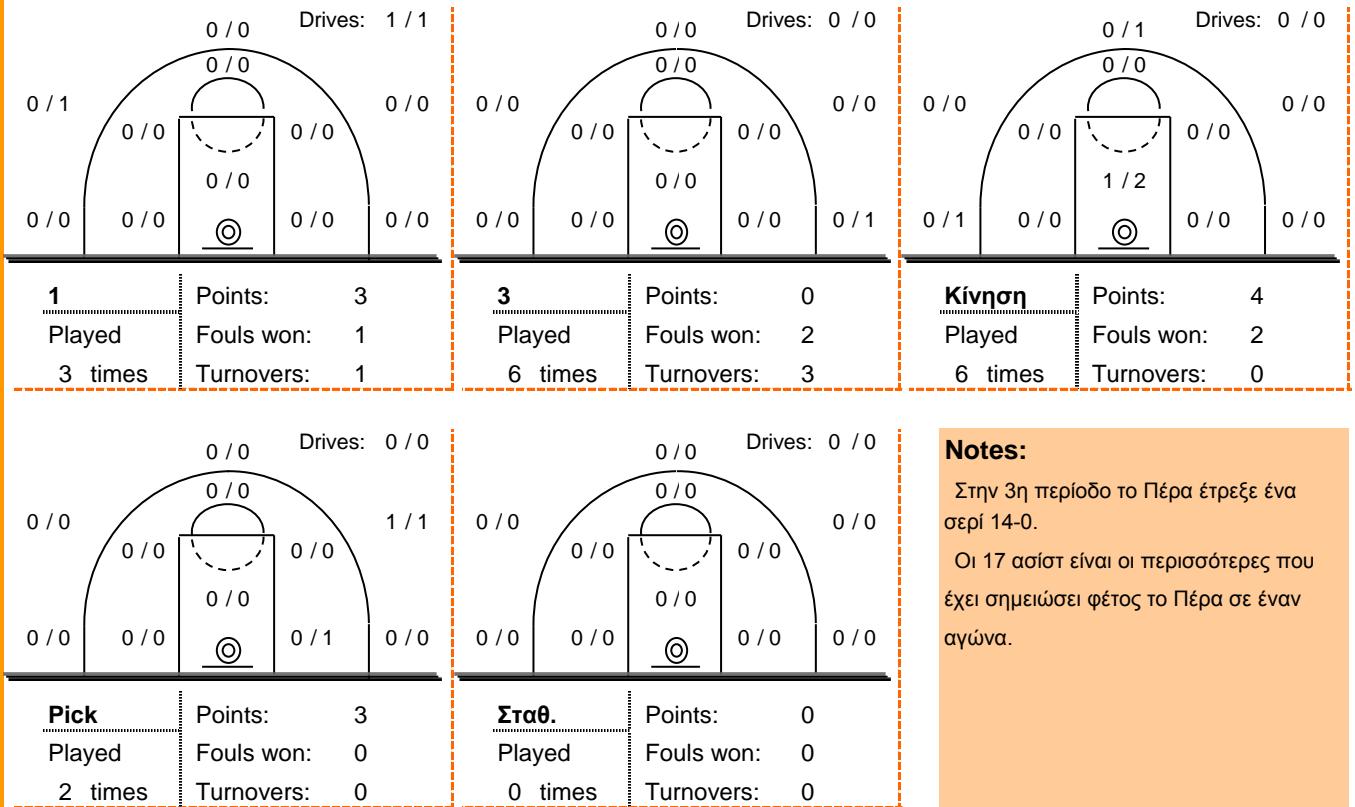 Drives: 1 / 1
0 / 0
0 / 0
0 / 1
0 / 0
0 / 0
0 / 0
0 / 0
0 / 0
0 / 0
0 / 0
0 / 0
1
Points: 3
Played
Fouls won: 1
3 times
Turnovers: 1
Drives: 0 / 0
0 / 0
0 / 0
0 / 0
0 / 0
0 / 0
0 / 0
0 / 0
0 / 0
0 / 0
0 / 0
0 / 1
3
Points: 0
Played
Fouls won: 2
6 times
Turnovers: 3
Drives: 0 / 0
0 / 1
0 / 0
0 / 0
0 / 0
0 / 0
0 / 0
1 / 2
0 / 1
0 / 0
0 / 0
0 / 0
Κίνηση
Points: 4
Played
Fouls won: 2
6 times
Turnovers: 0
Drives: 0 / 0
0 / 0
0 / 0
0 / 0
1 / 1
0 / 0
0 / 0
0 / 0
0 / 0
0 / 0
0 / 1
0 / 0
Pick
Points: 3
Played
Fouls won: 0
2 times
Turnovers: 0
Drives: 0 / 0
0 / 0
0 / 0
0 / 0
0 / 0
0 / 0
0 / 0
0 / 0
0 / 0
0 / 0
0 / 0
0 / 0
Σταθ.
Points: 0
Played
Fouls won: 0
0 times
Turnovers: 0
Notes:
Στην 3η περίοδο το Πέρα έτρεξε ένα
σερί 14-0.
Οι 17 ασίστ είναι οι περισσότερες που
έχει σημειώσει φέτος το Πέρα σε έναν
αγώνα.